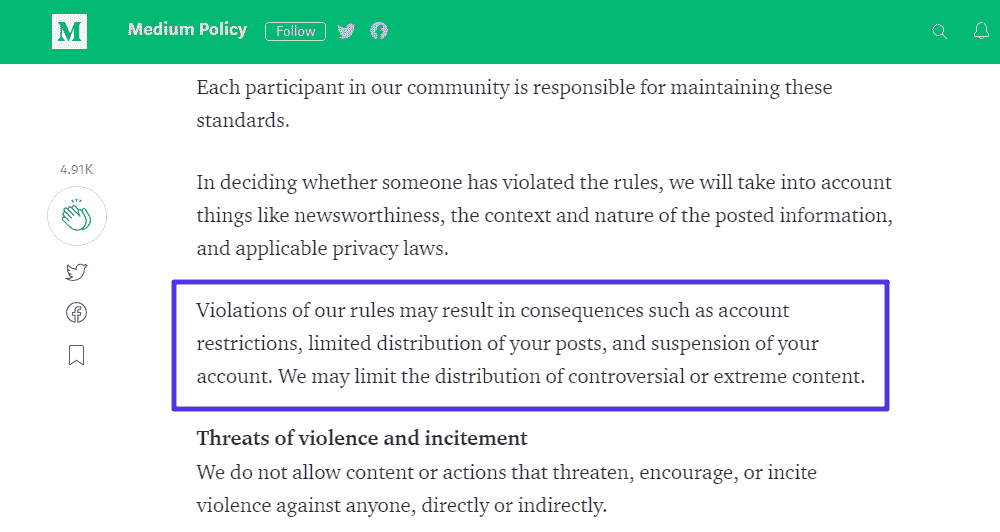 M Medium Policy Follow
Each participant in our community is responsible for maintaining these
standards.
4.91K
In deciding whether someone has violated the rules, we will take into account
things like newsworthiness, the context and nature of the posted information,
and applicable privacy laws.
Violations of our rules may result in consequences such as account
restrictions, limited distribution of your posts, and suspension of your
account. We may limit the distribution of controversial or extreme content.
Threats of violence and incitement
We do not allow content or actions that threaten, encourage, or incite
violence against anyone, directly or indirectly.